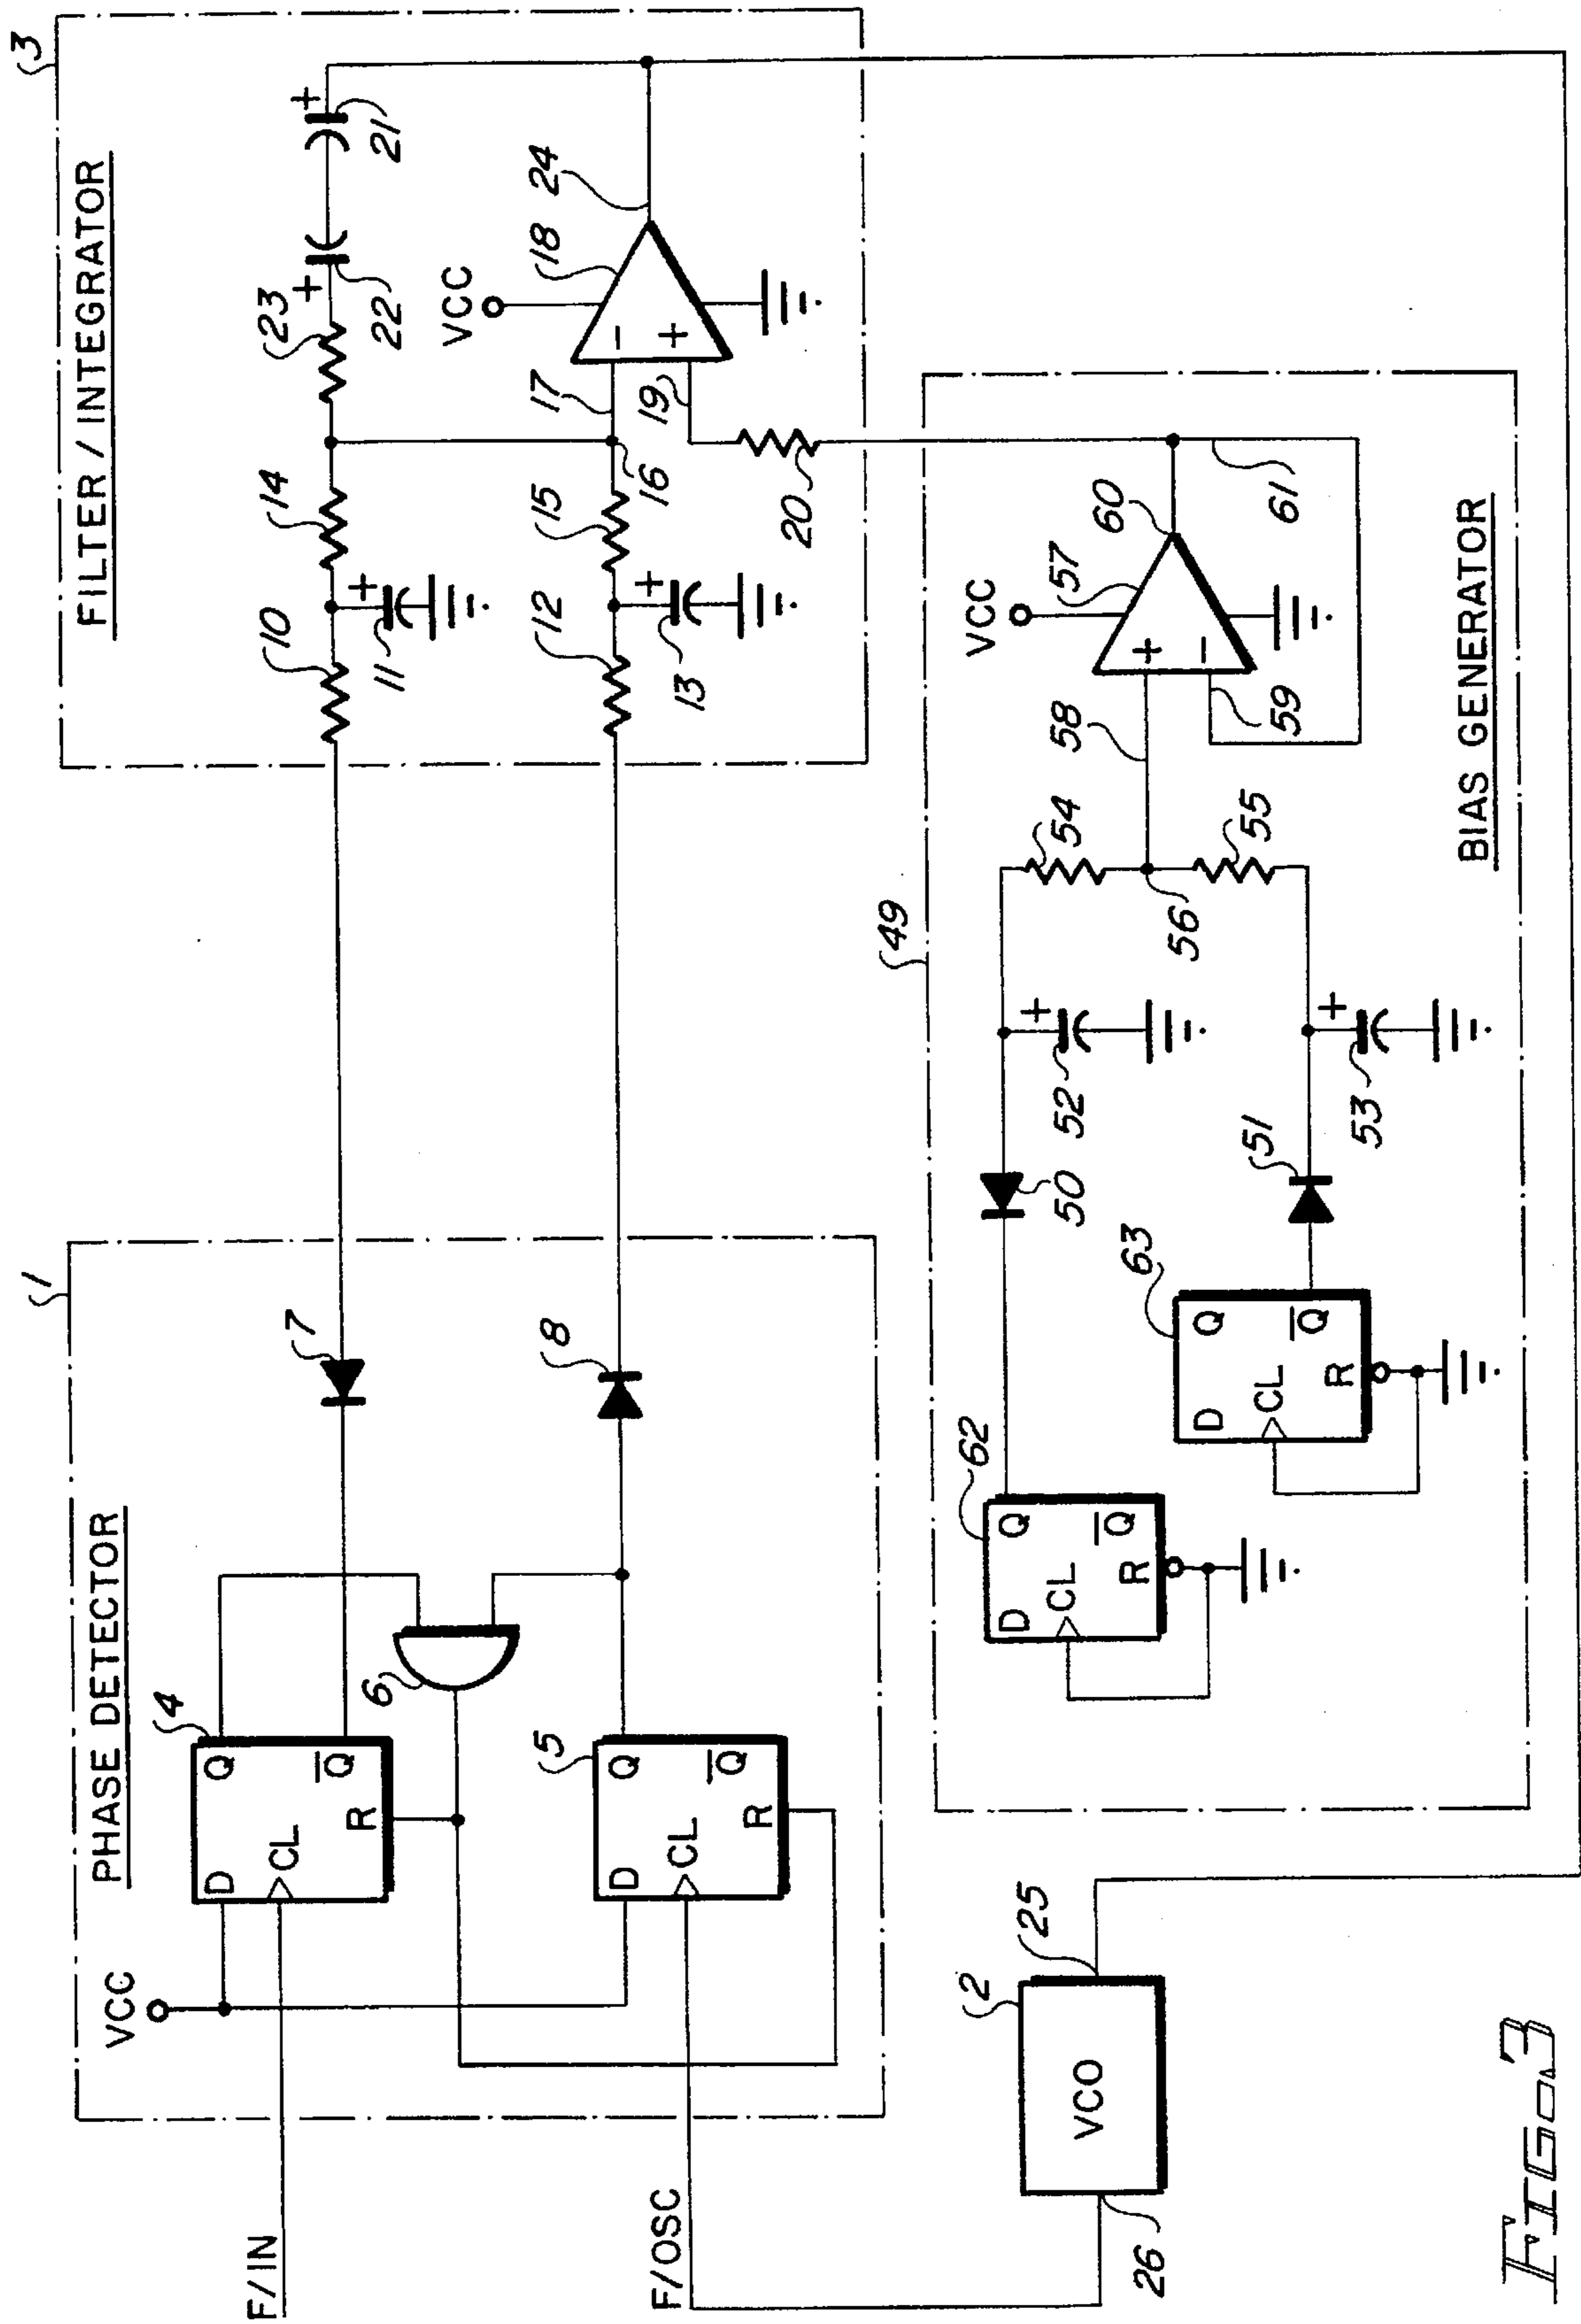 3
FILTER / INTEGRATOR
10
11
14
23
22
21
+
+
+
12
13
+
15
16
17
19
-
+
18
24
VCC
20
1
PHASE DETECTOR
VCC
4
D
CL
Q
Q
R
5
D
CL
Q
Q
R
6
7
8
F/IN
F/OSC
2
VCO
25
26
49
BIAS GENERATOR
62
D
CL
Q
Q
R
63
D
CL
Q
Q
R
50
51
52
+
53
+
54
55
56
58
59
+
-
VCC
57
60
61
FIG-3